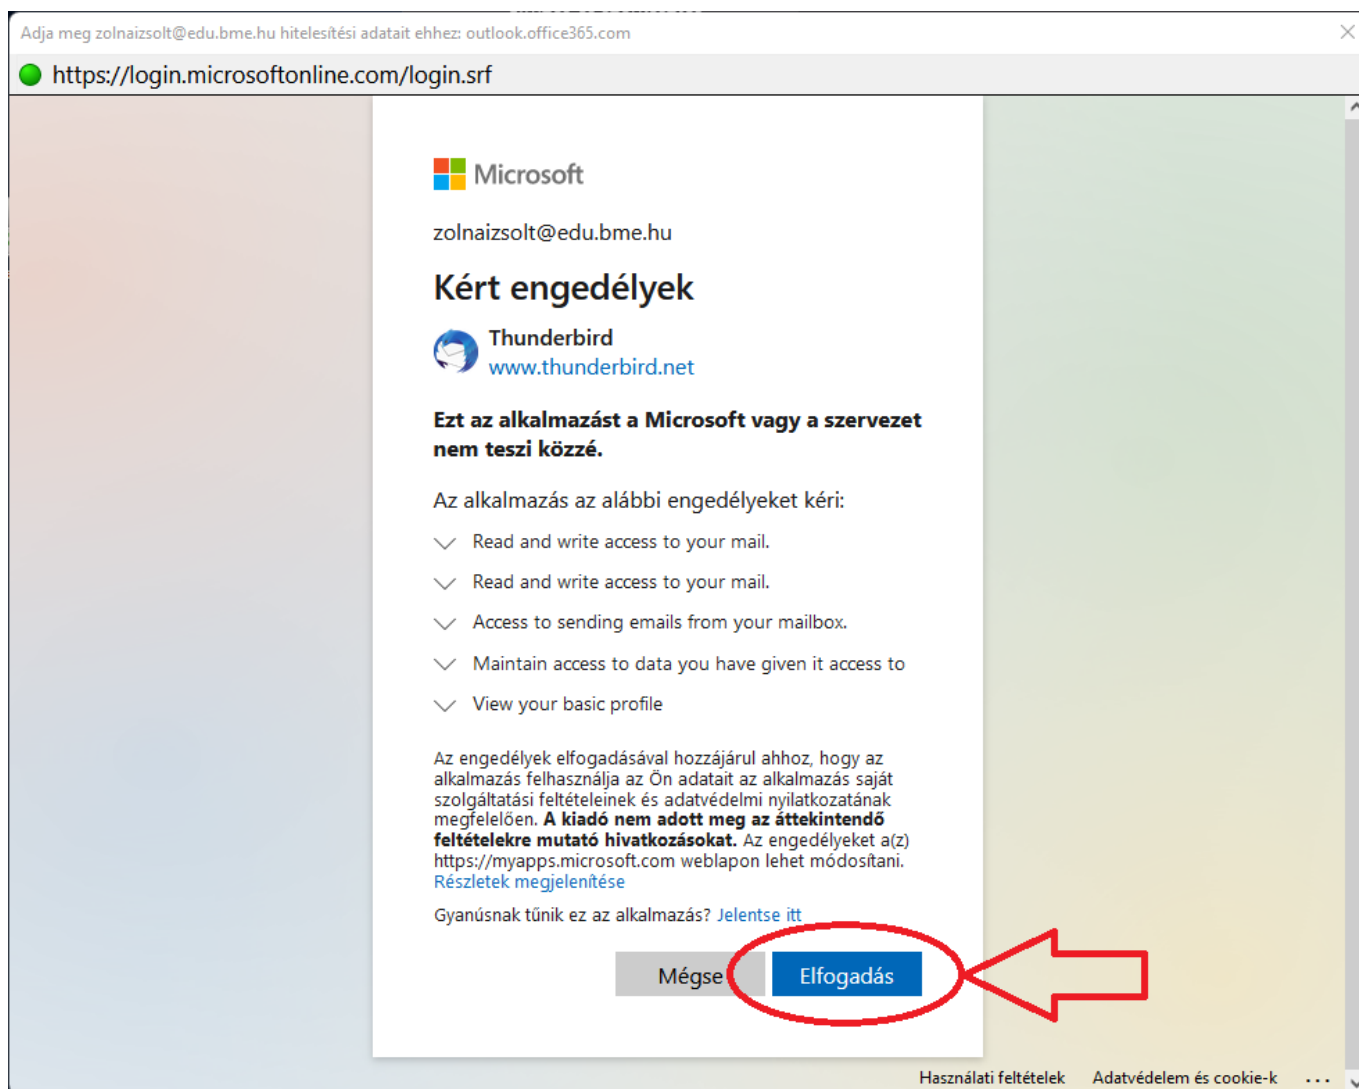 Adja meg zolnaizsolt@edu.bme.hu hitelesítési adatait ehhez: outlook.office365.com
https://login.microsoftonline.com/login.srf
Microsoft
zolnaizsolt@edu.bme.hu
Kért engedélyek
Thunderbird
www.thunderbird.net
Ezt az alkalmazást a Microsoft vagy a szervezet
nem teszi közzé.
Az alkalmazás az alábbi engedélyeket kéri:
Read and write access to your mail.
Read and write access to your mail.
Access to sending emails from your mailbox.
Maintain access to data you have given it access to
View your basic profile
Az engedélyek elfogadásával hozzájárul ahhoz, hogy az
alkalmazás felhasználja az Ön adatait az alkalmazás saját
szolgáltatási feltételeinek és adatvédelmi nyilatkozatának
megfelelően. A kiadó nem adott meg az áttekintendő
feltételekre mutató hivatkozásokat. Az engedélyeket a(z)
https://myapps.microsoft.com weblapon lehet módosítani.
Részletek megjelenítése
Gyanúsnak tűnik ez az alkalmazás? Jelentse itt
Mégse Elfogadás
Használati feltételek Adatvédelem és cookie-k ...